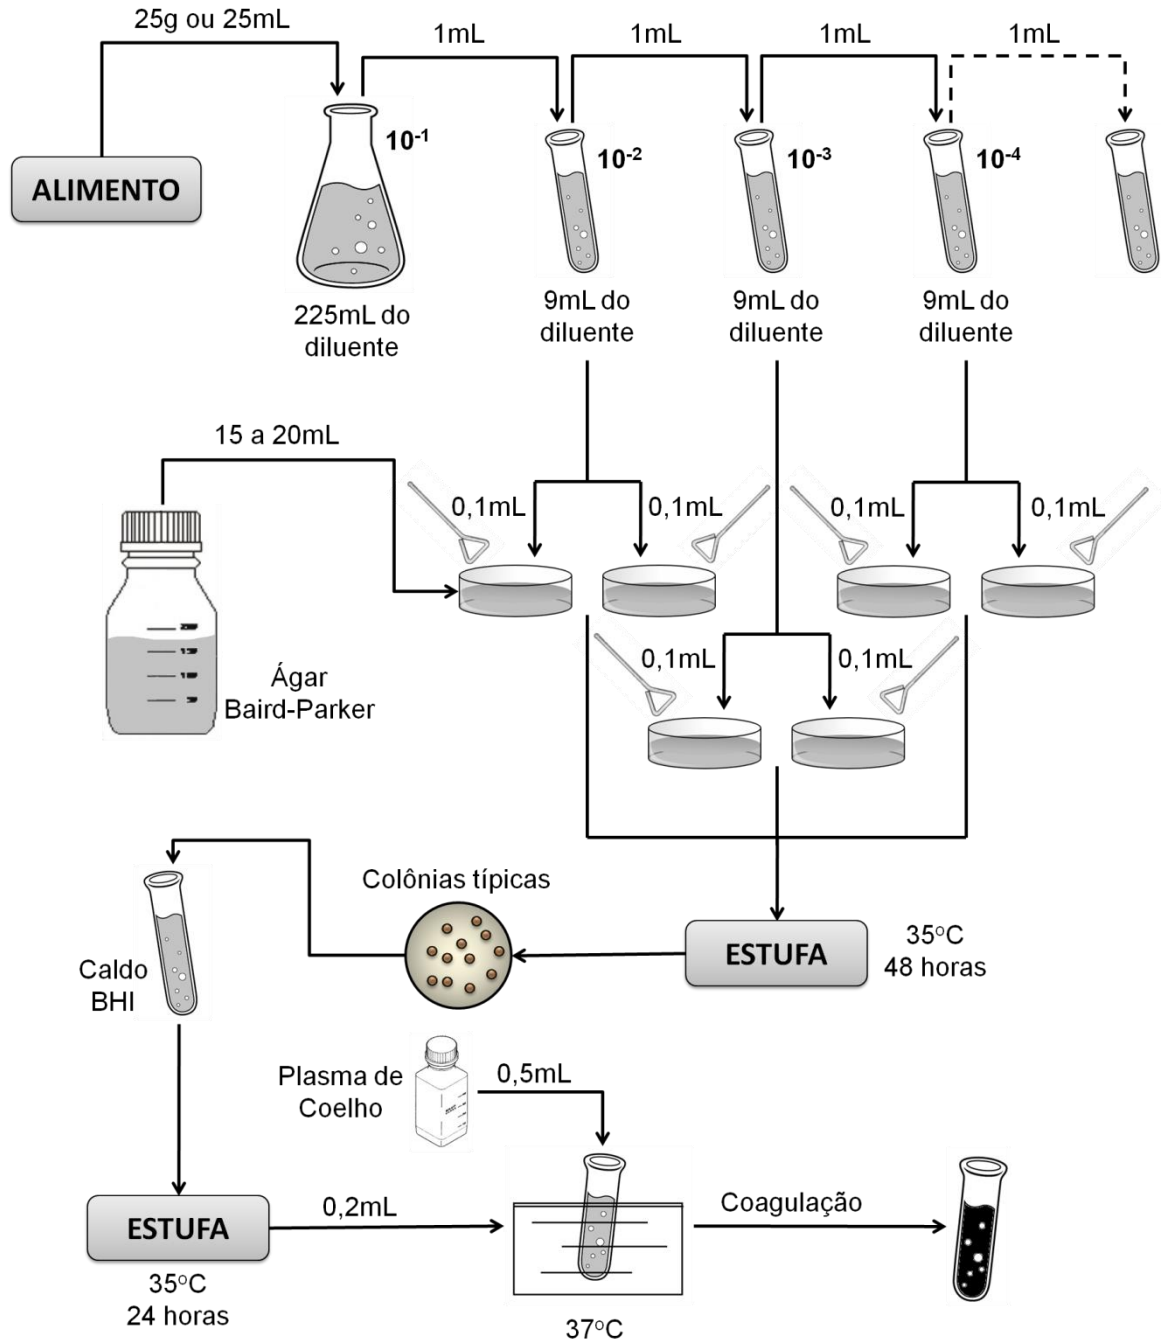 25g ou 25mL
1mL
1mL
1mL
1mL
ALIMENTO
10⁻¹
10⁻²
10⁻³
10⁻⁴
225mL do
diluente
9mL do
diluente
9mL do
diluente
9mL do
diluente
15 a 20mL
0,1mL
0,1mL
0,1mL
0,1mL
Ágar
Baird-Parker
0,1mL
0,1mL
Colônias típicas
ESTUFA
35°C
48 horas
Caldo
BHI
Plasma de
Coelho
0,5mL
ESTUFA
35°C
24 horas
0,2mL
37°C
Coagulação